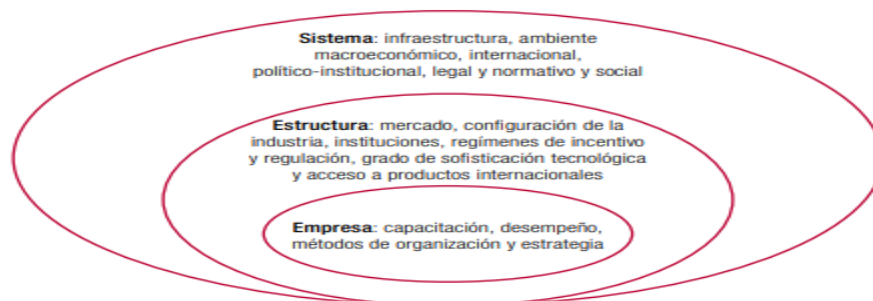 Sistema: infraestructura, ambiente
macroeconómico, internacional,
político-institucional, legal y normativo y social
Estructura: mercado, configuración de la
industria, instituciones, regímenes de incentivo
y regulación, grado de sofisticación tecnológica
y acceso a productos internacionales
Empresa: capacitación, desempeño,
métodos de organización y estrategia